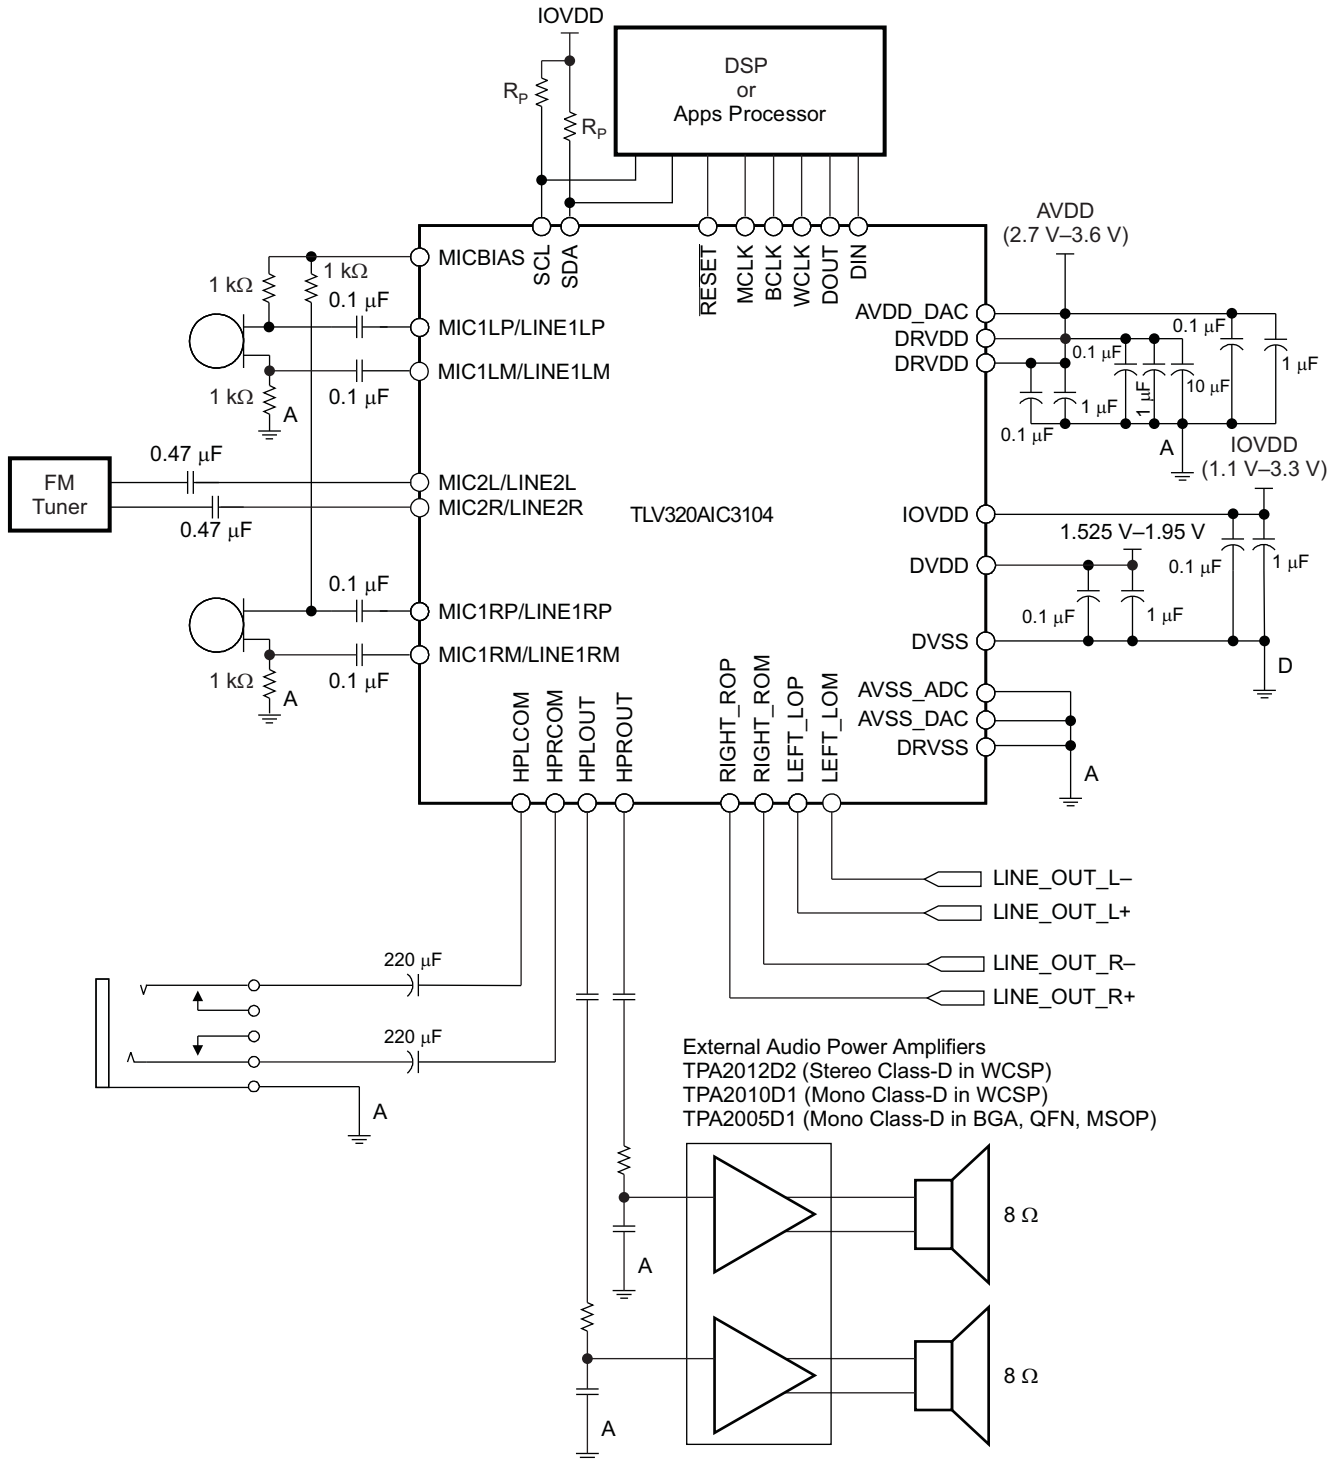 IOVDD
DSP
or
Apps Processor
R_P
R_P
AVDD
(2.7 V–3.6 V)
SCL
SDA
RESET
MCLK
BCLK
WCLK
DOUT
DIN
MICBIAS
1 kΩ
1 kΩ
0.1 μF
MIC1LP/LINE1LP
MIC1LM/LINE1LM
1 kΩ
A
0.1 μF
AVDD_DAC
DRVDD
DRVDD
0.1 μF
0.1 μF
1 μF
10 μF
1 μF
1 μF
0.1 μF
A
IOVDD
(1.1 V–3.3 V)
0.47 μF
FM
Tuner
0.47 μF
MIC2L/LINE2L
MIC2R/LINE2R
TLV320AIC3104
IOVDD
1.525 V–1.95 V
DVDD
0.1 μF
1 μF
0.1 μF
1 μF
DVSS
D
0.1 μF
MIC1RP/LINE1RP
MIC1RM/LINE1RM
1 kΩ
A
0.1 μF
AVSS_ADC
AVSS_DAC
DRVSS
A
HPLCOM
HPRCOM
HPLOUT
HPROUT
RIGHT_ROP
RIGHT_ROM
LEFT_LOP
LEFT_LOM
LINE_OUT_L–
LINE_OUT_L+
LINE_OUT_R–
LINE_OUT_R+
220 μF
220 μF
A
External Audio Power Amplifiers
TPA2012D2 (Stereo Class-D in WCSP)
TPA2010D1 (Mono Class-D in WCSP)
TPA2005D1 (Mono Class-D in BGA, QFN, MSOP)
8 Ω
A
8 Ω
A